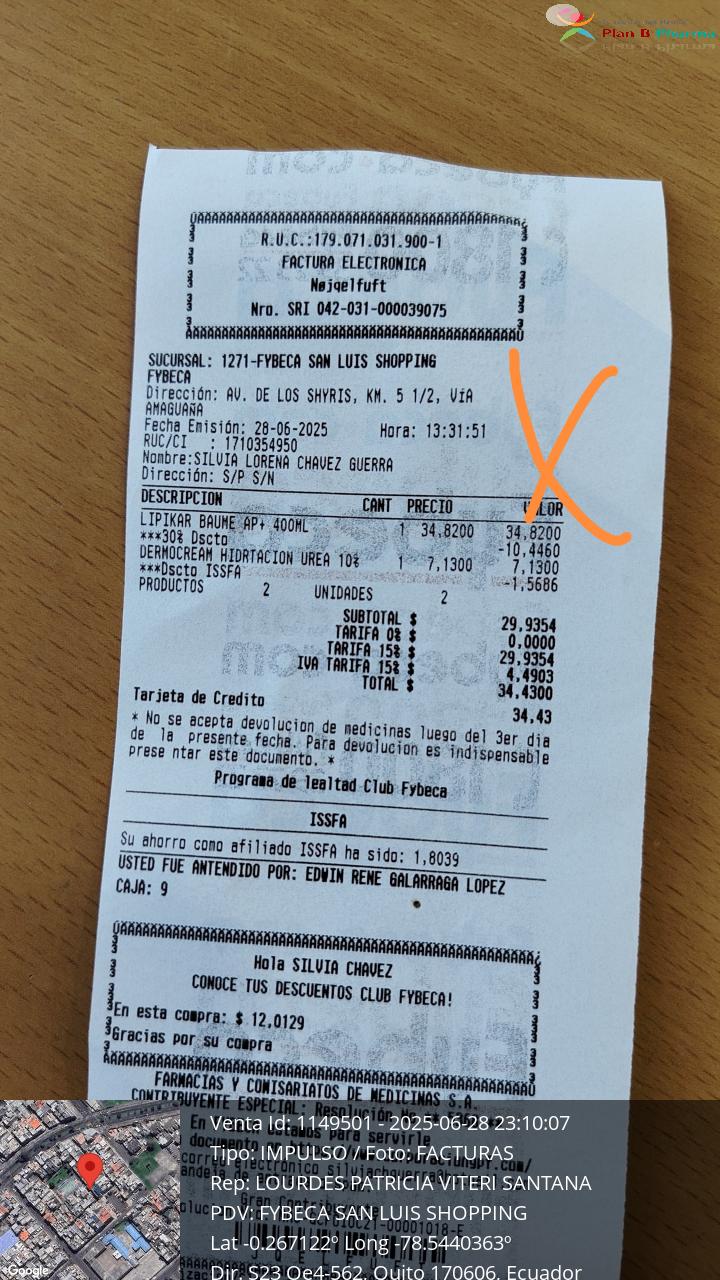 Plan B Pharma
R.U.C.:179.071.031.900-1
FACTURA ELECTRONICA
Nøjqelfuft
Nro. SRI 042-031-000039075
SUCURSAL: 1271-FYBECA SAN LUIS SHOPPING
FYBECA
Dirección: AV. DE LOS SHYRIS, KM. 5 1/2, VíA
AMAGUAÑA
Fecha Emisión: 28-06-2025 Hora: 13:31:51
RUC/CI : 1710354950
Nombre:SILVIA LORENA CHAVEZ GUERRA
Dirección: S/P S/N
DESCRIPCION CANT PRECIO VALOR
LIPIKAR BAUME AP+ 400ML 1 34,8200 34,8200
***30% Dscto -10,4460
DERMOCREAM HIDRTACION UREA 10% 1 7,1300 7,1300
***Dscto ISSFA -1,5686
PRODUCTOS 2 UNIDADES 2
SUBTOTAL $ 29,9354
TARIFA 0% $ 0,0000
TARIFA 15% $ 29,9354
IVA TARIFA 15% $ 4,4903
TOTAL $ 34,4300
Tarjeta de Credito 34,43
* No se acepta devolucion de medicinas luego del 3er dia
de la presente fecha. Para devolucion es indispensable
prese ntar este documento. *
Programa de lealtad Club Fybeca
ISSFA
Su ahorro como afiliado ISSFA ha sido: 1,8039
USTED FUE ANTENDIDO POR: EDWIN RENE GALARRAGA LOPEZ
CAJA: 9
Hola SILVIA CHAVEZ
CONOCE TUS DESCUENTOS CLUB FYBECA!
En esta compra: $ 12,0129
Gracias por su compra
FARMACIAS Y COMISARIATOS DE MEDICINAS S.A.
CONTRIBUYENTE ESPECIAL: Resolución
Venta Id: 1149501 - 2025-06-28 23:10:07
Tipo: IMPULSO / Foto: FACTURAS
Rep: LOURDES PATRICIA VITERI SANTANA
PDV: FYBECA SAN LUIS SHOPPING
Lat -0.267122º Long -78.5440363º
Dir: S23 Oe4-562, Quito 170606, Ecuador
Google